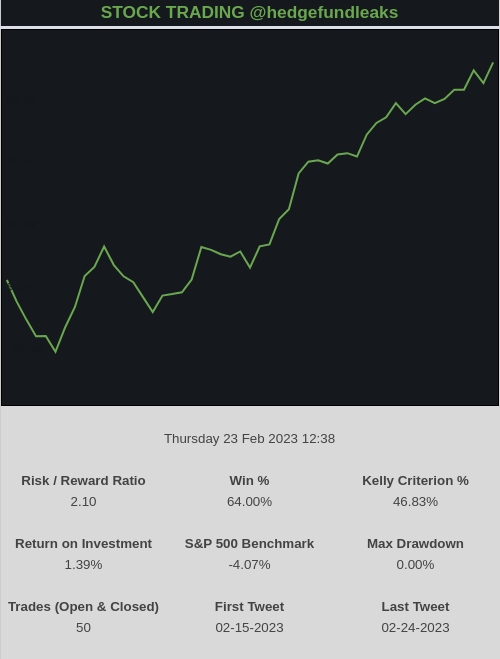 STOCK TRADING @hedgefundleaks
Thursday 23 Feb 2023 12:38
Risk / Reward Ratio Win % Kelly Criterion %
2.10 64.00% 46.83%
Return on Investment S&P 500 Benchmark Max Drawdown
1.39% -4.07% 0.00%
Trades (Open & Closed) First Tweet Last Tweet
50 02-15-2023 02-24-2023